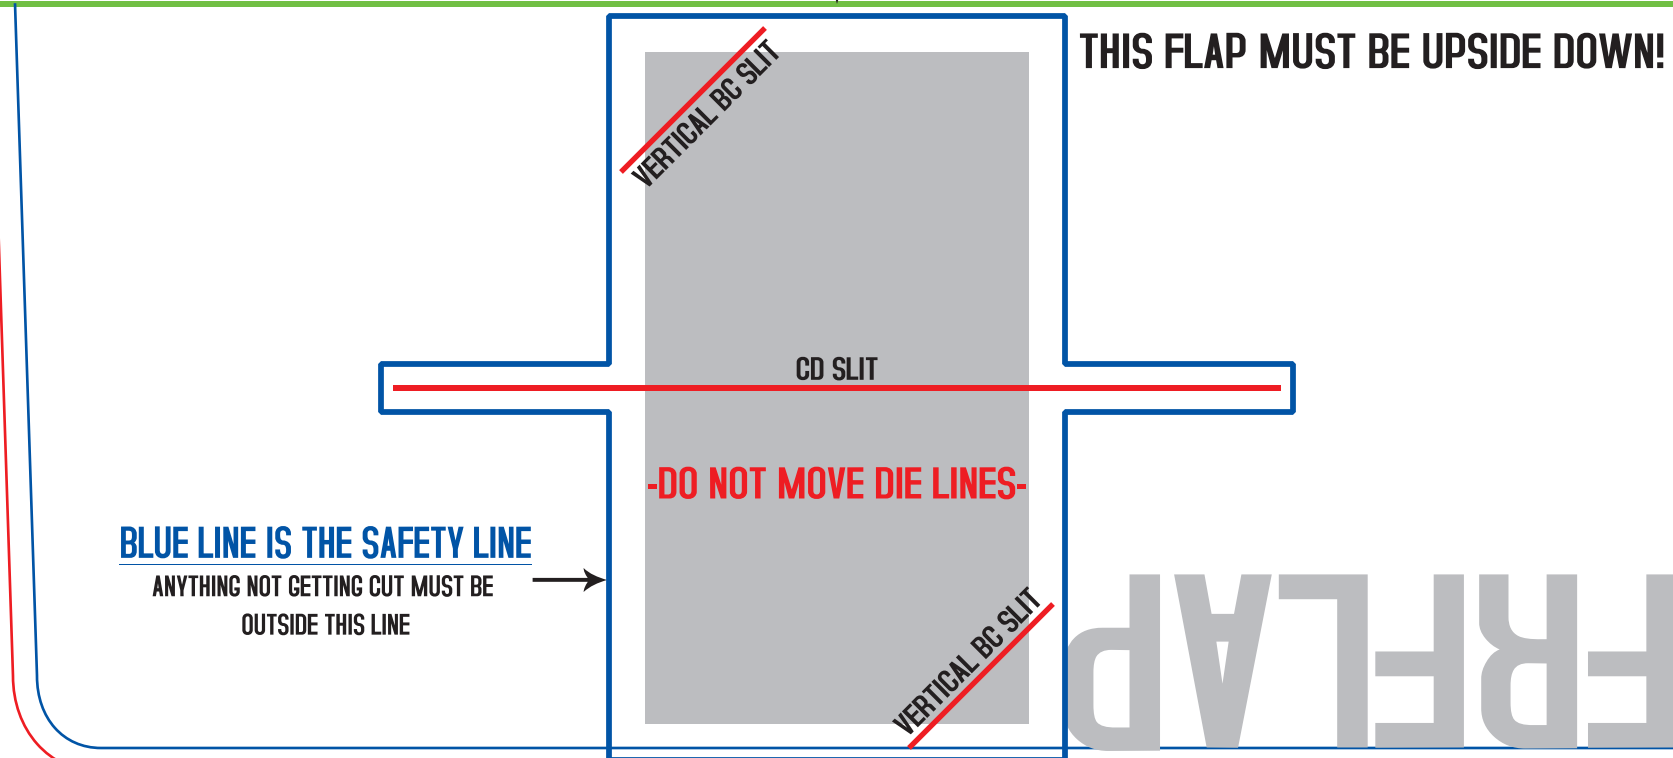 THIS FLAP MUST BE UPSIDE DOWN!
VERTICAL BC SLIT
CD SLIT
-DO NOT MOVE DIE LINES-
BLUE LINE IS THE SAFETY LINE
ANYTHING NOT GETTING CUT MUST BE
OUTSIDE THIS LINE
VERTICAL BC SLIT
FRFLAP